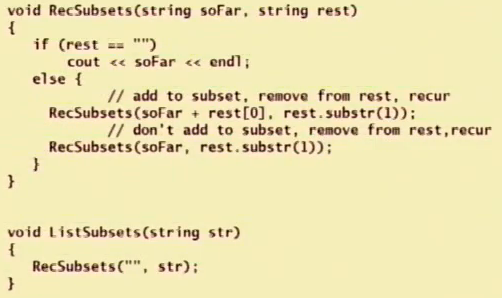 void RecSubsets(string soFar, string rest)
{
if (rest == "")
cout << soFar << endl;
else {
// add to subset, remove from rest, recur
RecSubsets(soFar + rest[0], rest.substr(1));
// don't add to subset, remove from rest,recur
RecSubsets(soFar, rest.substr(1));
}
}
void ListSubsets(string str)
{
RecSubsets("", str);
}